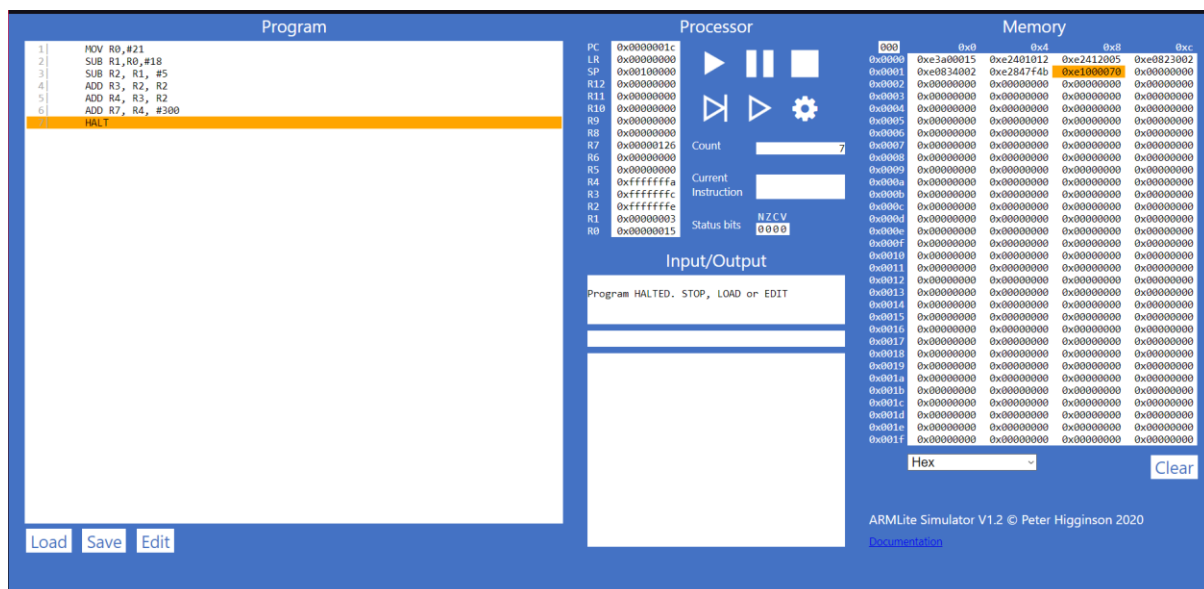 Program
1| MOV R0,#21
2| SUB R1,R0,#18
3| SUB R2, R1, #5
4| ADD R3, R2, R2
5| ADD R4, R3, R2
6| ADD R7, R4, #300
HALT
Load Save Edit
Processor
PC 0x0000001c
LR 0x00000000
SP 0x00100000
R12 0x00000000
R11 0x00000000
R10 0x00000000
R9 0x00000000
R8 0x00000000
R7 0x00000126
R6 0x00000000
R5 0x00000000
R4 0xfffffffa
R3 0xfffffffc
R2 0xfffffffe
R1 0x00000003
R0 0x00000015
Count 7
Current
Instruction
Status bits
NZCV
0000
Input/Output
Program HALTED. STOP, LOAD or EDIT
Memory
000 0x0 0x4 0x8 0xc
0x0000 0xe3a00015 0xe2401012 0xe2412005 0xe0823002
0x0001 0xe0834002 0xe2847f4b 0xe1000070 0x00000000
0x0002 0x00000000 0x00000000 0x00000000 0x00000000
0x0003 0x00000000 0x00000000 0x00000000 0x00000000
0x0004 0x00000000 0x00000000 0x00000000 0x00000000
0x0005 0x00000000 0x00000000 0x00000000 0x00000000
0x0006 0x00000000 0x00000000 0x00000000 0x00000000
0x0007 0x00000000 0x00000000 0x00000000 0x00000000
0x0008 0x00000000 0x00000000 0x00000000 0x00000000
0x0009 0x00000000 0x00000000 0x00000000 0x00000000
0x000a 0x00000000 0x00000000 0x00000000 0x00000000
0x000b 0x00000000 0x00000000 0x00000000 0x00000000
0x000c 0x00000000 0x00000000 0x00000000 0x00000000
0x000d 0x00000000 0x00000000 0x00000000 0x00000000
0x000e 0x00000000 0x00000000 0x00000000 0x00000000
0x000f 0x00000000 0x00000000 0x00000000 0x00000000
0x0010 0x00000000 0x00000000 0x00000000 0x00000000
0x0011 0x00000000 0x00000000 0x00000000 0x00000000
0x0012 0x00000000 0x00000000 0x00000000 0x00000000
0x0013 0x00000000 0x00000000 0x00000000 0x00000000
0x0014 0x00000000 0x00000000 0x00000000 0x00000000
0x0015 0x00000000 0x00000000 0x00000000 0x00000000
0x0016 0x00000000 0x00000000 0x00000000 0x00000000
0x0017 0x00000000 0x00000000 0x00000000 0x00000000
0x0018 0x00000000 0x00000000 0x00000000 0x00000000
0x0019 0x00000000 0x00000000 0x00000000 0x00000000
0x001a 0x00000000 0x00000000 0x00000000 0x00000000
0x001b 0x00000000 0x00000000 0x00000000 0x00000000
0x001c 0x00000000 0x00000000 0x00000000 0x00000000
0x001d 0x00000000 0x00000000 0x00000000 0x00000000
0x001e 0x00000000 0x00000000 0x00000000 0x00000000
0x001f 0x00000000 0x00000000 0x00000000 0x00000000
Hex
Clear
ARMLite Simulator V1.2 © Peter Higginson 2020
Documentation